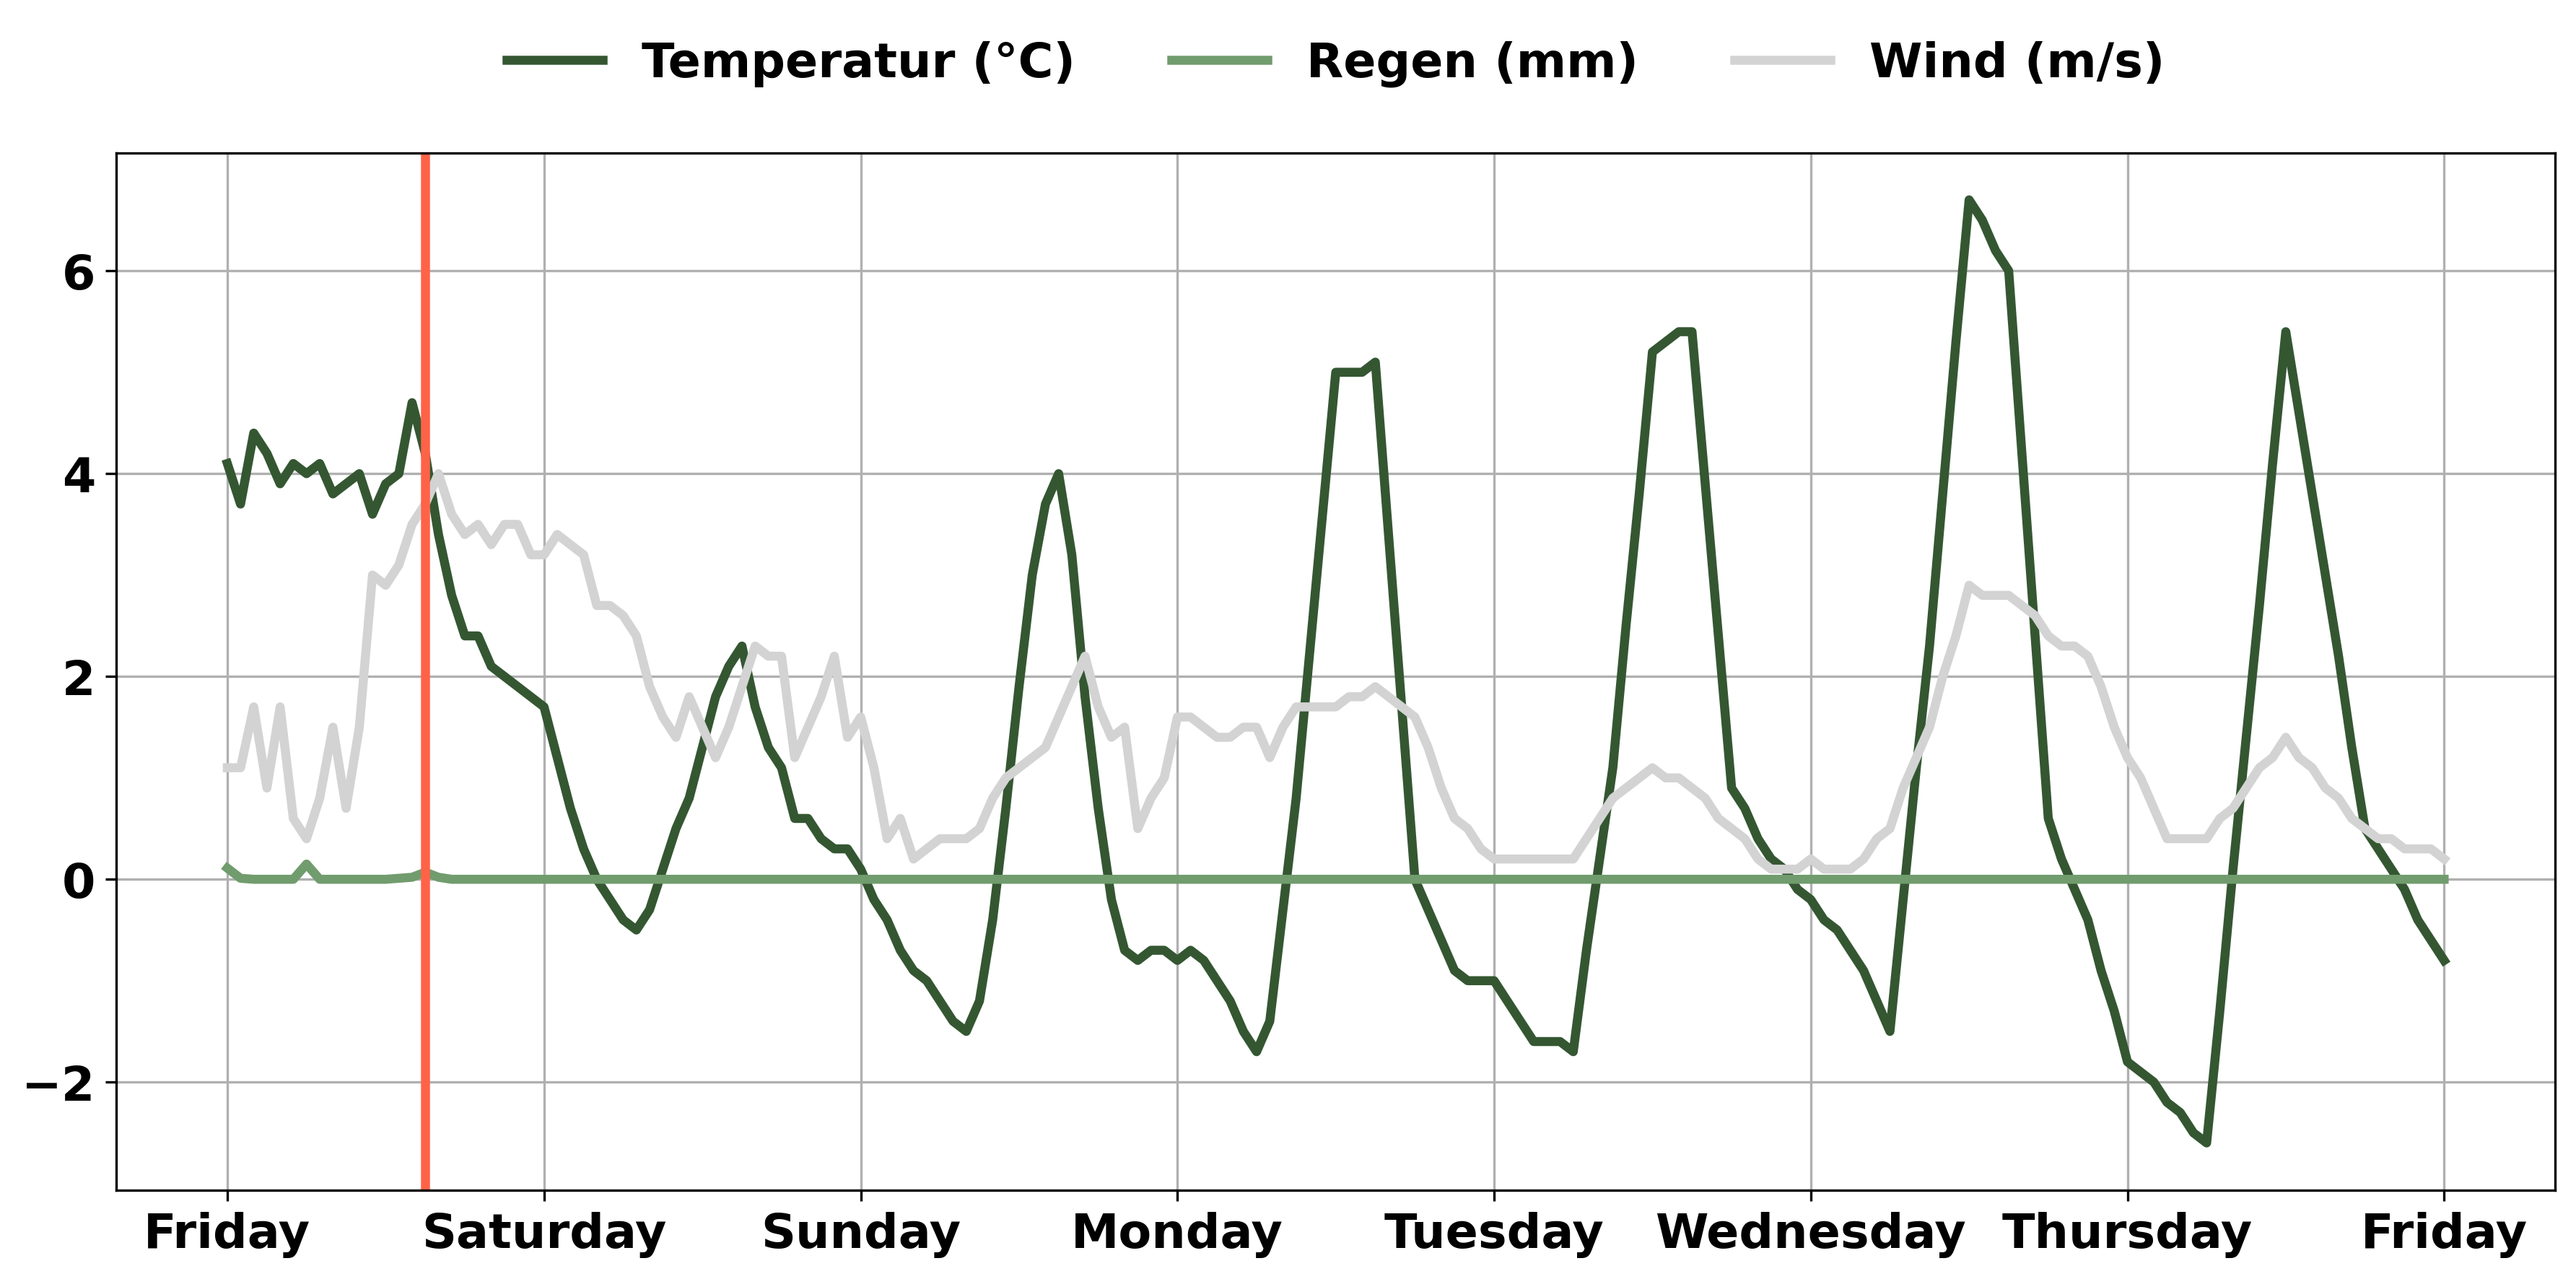 Temperatur (°C) Regen (mm) Wind (m/s)
6
4
2
0
−2
Friday Saturday Sunday Monday Tuesday Wednesday Thursday Friday